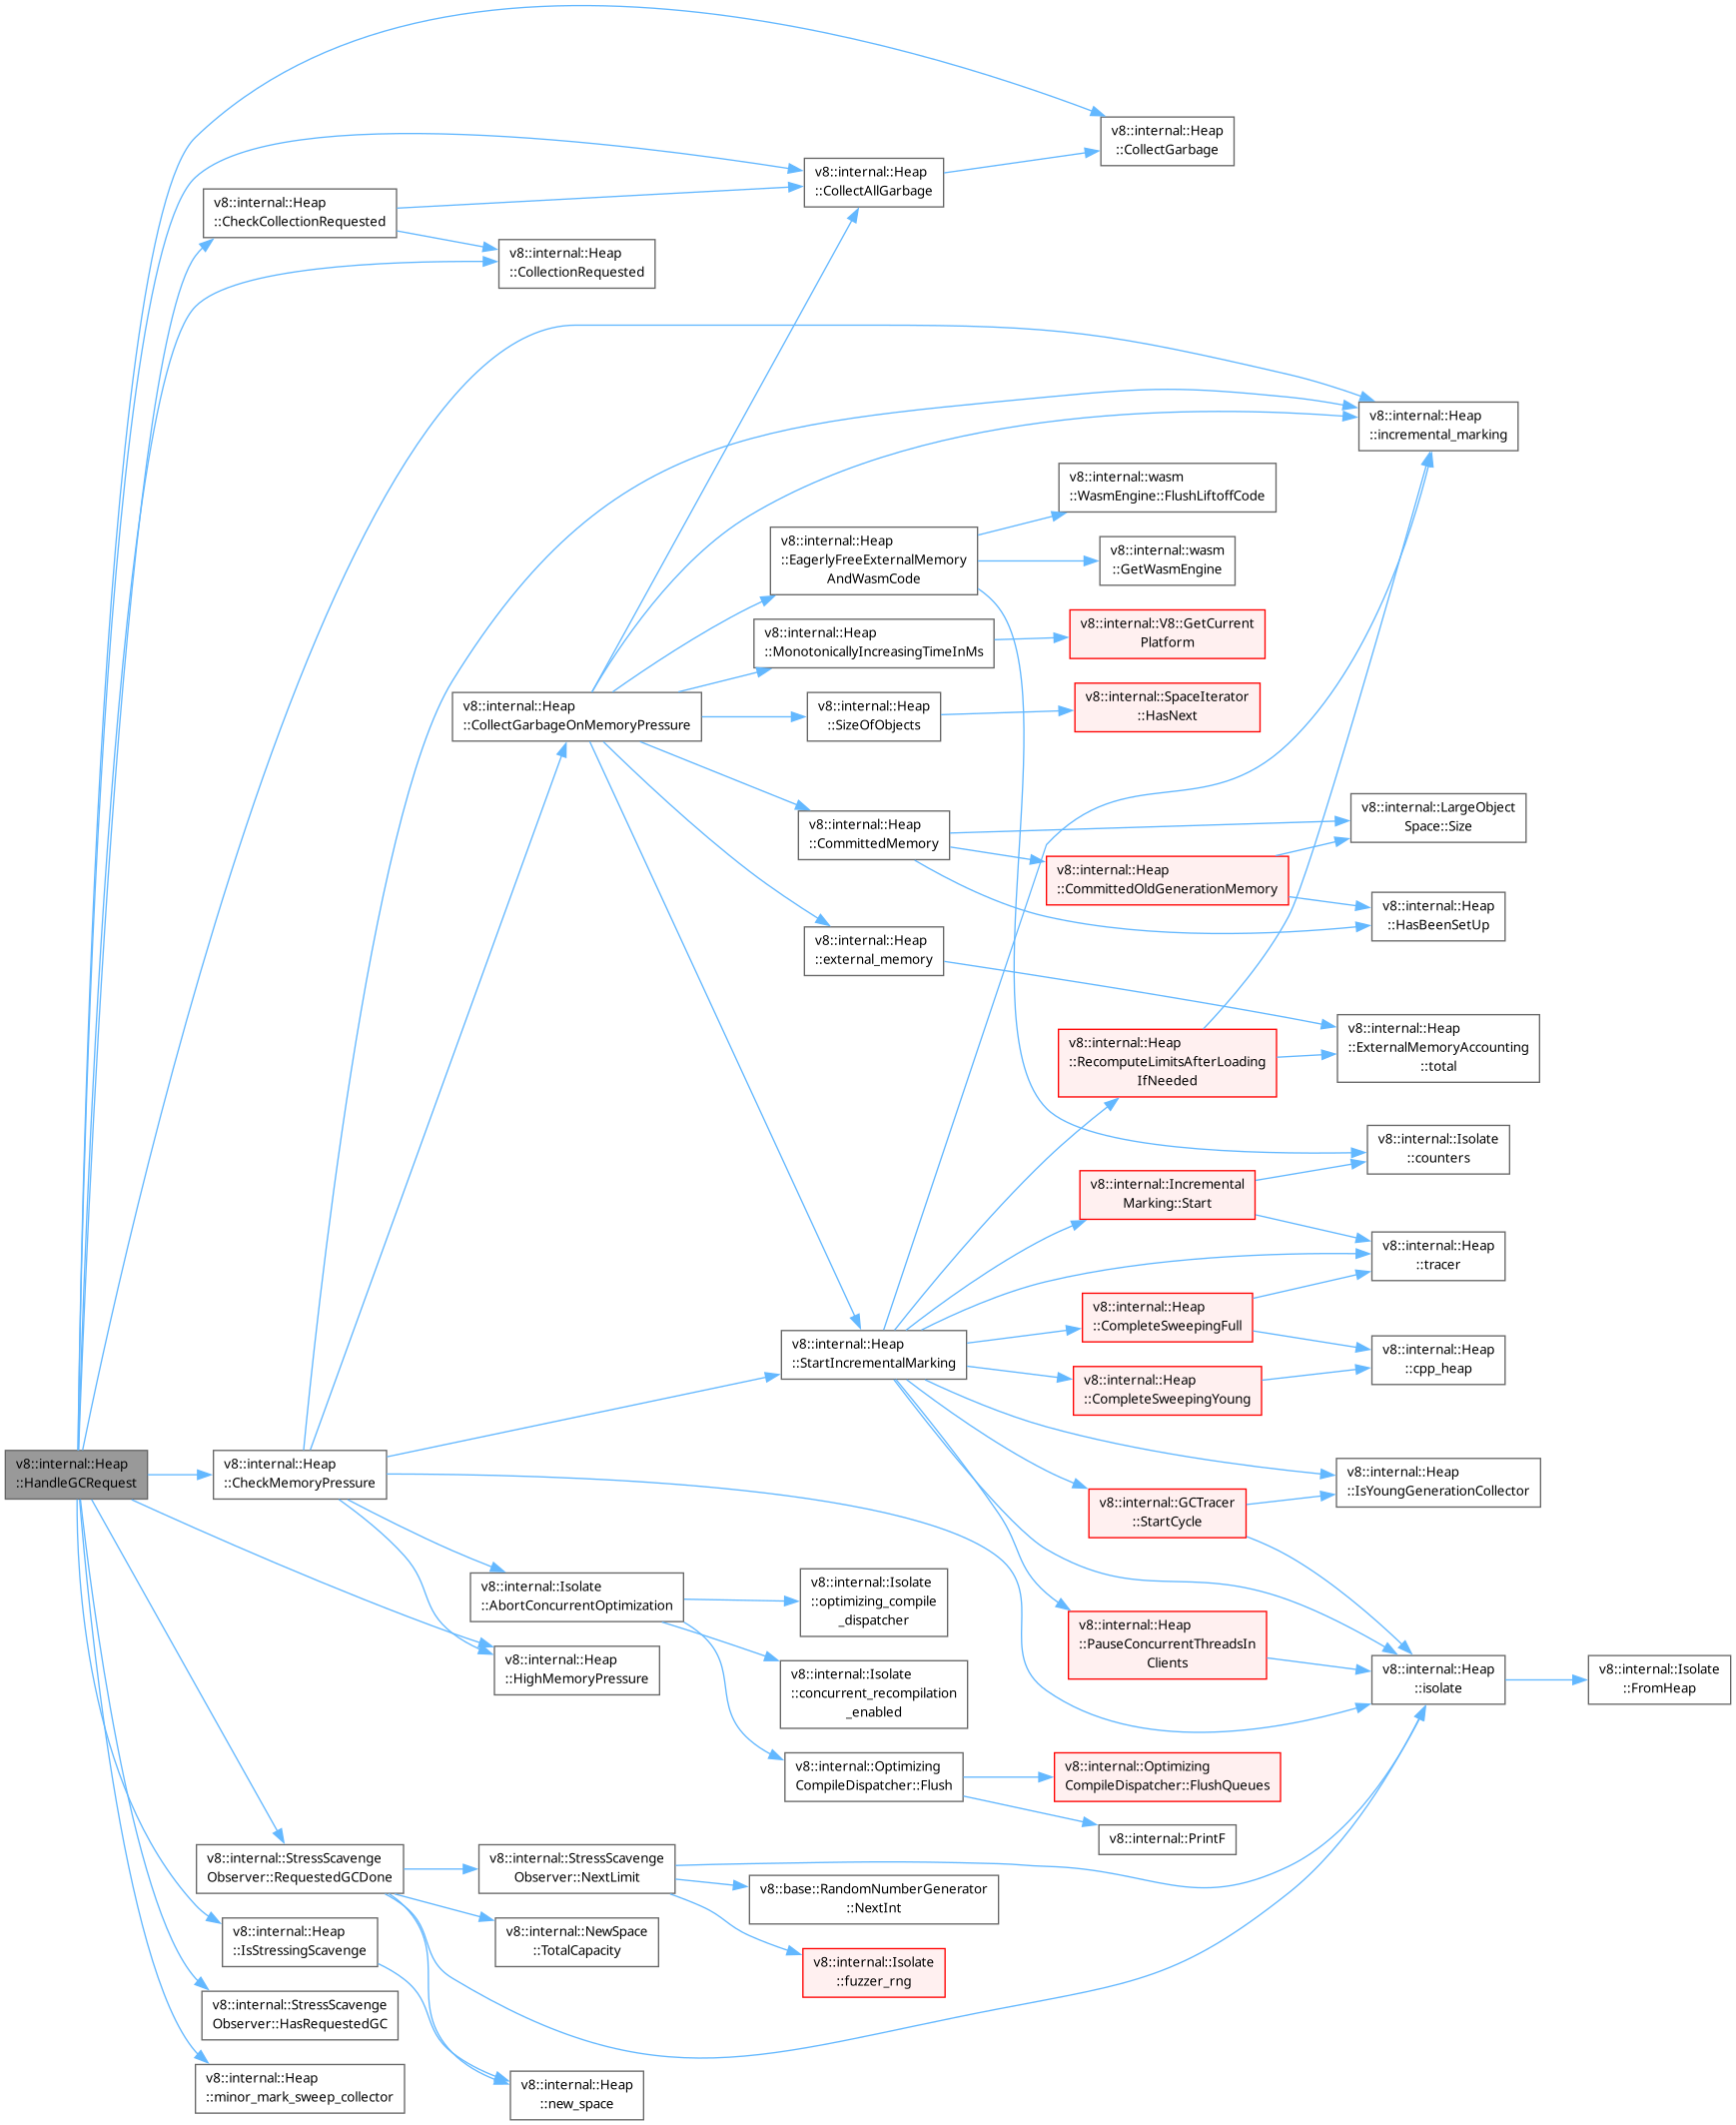 v8::internal::Heap
::CollectGarbage
v8::internal::Heap
::CollectAllGarbage
v8::internal::Heap
::CheckCollectionRequested
v8::internal::Heap
::CollectionRequested
v8::internal::Heap
::incremental_marking
v8::internal::wasm
::WasmEngine::FlushLiftoffCode
v8::internal::Heap
::EagerlyFreeExternalMemory
AndWasmCode
v8::internal::wasm
::GetWasmEngine
v8::internal::Heap
::MonotonicallyIncreasingTimeInMs
v8::internal::V8::GetCurrent
Platform
v8::internal::Heap
::CollectGarbageOnMemoryPressure
v8::internal::Heap
::SizeOfObjects
v8::internal::SpaceIterator
::HasNext
v8::internal::Heap
::CommittedMemory
v8::internal::LargeObject
Space::Size
v8::internal::Heap
::CommittedOldGenerationMemory
v8::internal::Heap
::HasBeenSetUp
v8::internal::Heap
::external_memory
v8::internal::Heap
::RecomputeLimitsAfterLoading
IfNeeded
v8::internal::Heap
::ExternalMemoryAccounting
::total
v8::internal::Isolate
::counters
v8::internal::Incremental
Marking::Start
v8::internal::Heap
::tracer
v8::internal::Heap
::CompleteSweepingFull
v8::internal::Heap
::StartIncrementalMarking
v8::internal::Heap
::cpp_heap
v8::internal::Heap
::CompleteSweepingYoung
v8::internal::Heap
::HandleGCRequest
v8::internal::Heap
::CheckMemoryPressure
v8::internal::Heap
::IsYoungGenerationCollector
v8::internal::GCTracer
::StartCycle
v8::internal::Isolate
::AbortConcurrentOptimization
v8::internal::Isolate
::optimizing_compile
_dispatcher
v8::internal::Heap
::PauseConcurrentThreadsIn
Clients
v8::internal::Heap
::HighMemoryPressure
v8::internal::Isolate
::concurrent_recompilation
_enabled
v8::internal::Heap
::isolate
v8::internal::Isolate
::FromHeap
v8::internal::Optimizing
CompileDispatcher::Flush
v8::internal::Optimizing
CompileDispatcher::FlushQueues
v8::internal::PrintF
v8::internal::StressScavenge
Observer::RequestedGCDone
v8::internal::StressScavenge
Observer::NextLimit
v8::base::RandomNumberGenerator
::NextInt
v8::internal::Heap
::IsStressingScavenge
v8::internal::NewSpace
::TotalCapacity
v8::internal::Isolate
::fuzzer_rng
v8::internal::StressScavenge
Observer::HasRequestedGC
v8::internal::Heap
::minor_mark_sweep_collector
v8::internal::Heap
::new_space